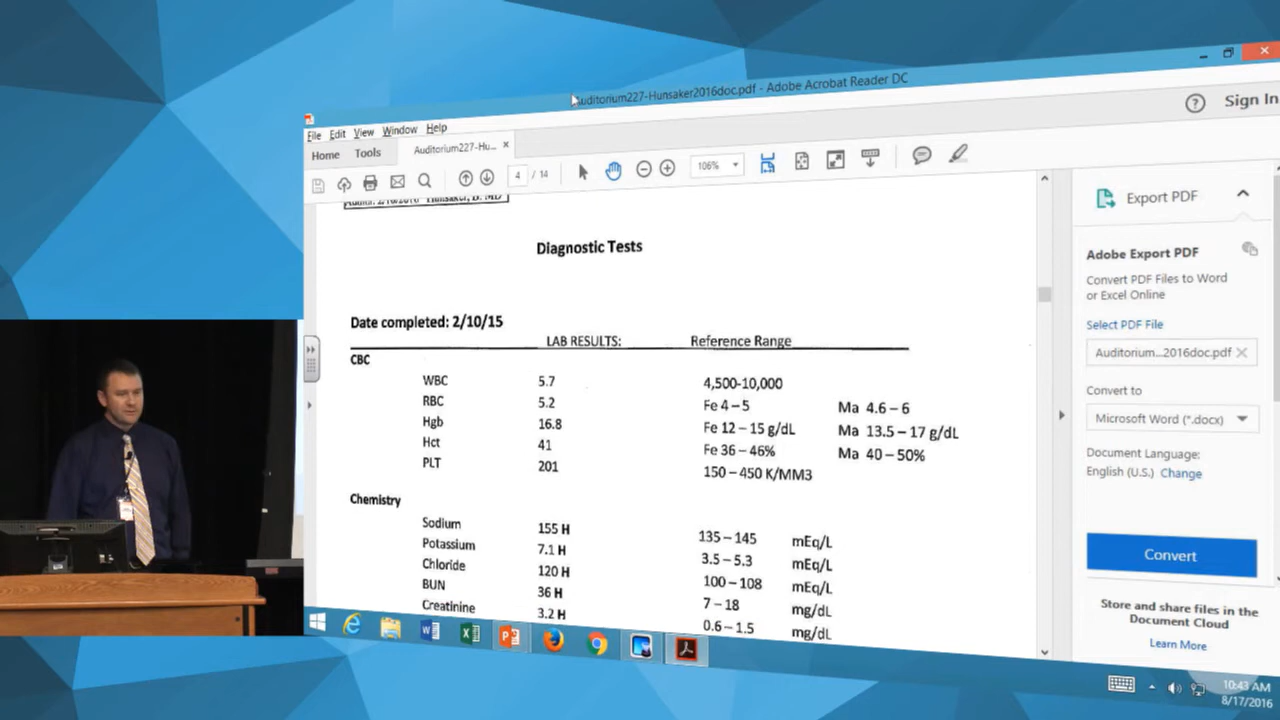 Auditorium227-Hunsaker2016doc.pdf - Adobe Acrobat Reader DC
File Edit View Window Help
Home Tools Auditorium227-Hu... ×
Sign In
4 / 14 106%
Export PDF
Diagnostic Tests
Adobe Export PDF
Convert PDF Files to Word
or Excel Online
Select PDF File
Auditorium...2016doc.pdf
Convert to
Microsoft Word (*.docx)
Document Language:
English (U.S.) Change
Convert
Store and share files in the
Document Cloud
Learn More
Date completed: 2/10/15
LAB RESULTS: Reference Range
CBC
WBC 5.7 4,500-10,000
RBC 5.2 Fe 4 – 5 Ma 4.6 – 6
Hgb 16.8 Fe 12 – 15 g/dL Ma 13.5 – 17 g/dL
Hct 41 Fe 36 – 46% Ma 40 – 50%
PLT 201 150 – 450 K/MM3
Chemistry
Sodium 155 H 135 – 145 mEq/L
Potassium 7.1 H 3.5 – 5.3 mEq/L
Chloride 120 H 100 – 108 mEq/L
BUN 36 H 7 – 18 mg/dL
Creatinine 3.2 H 0.6 – 1.5 mg/dL
10:43 AM
8/17/2016